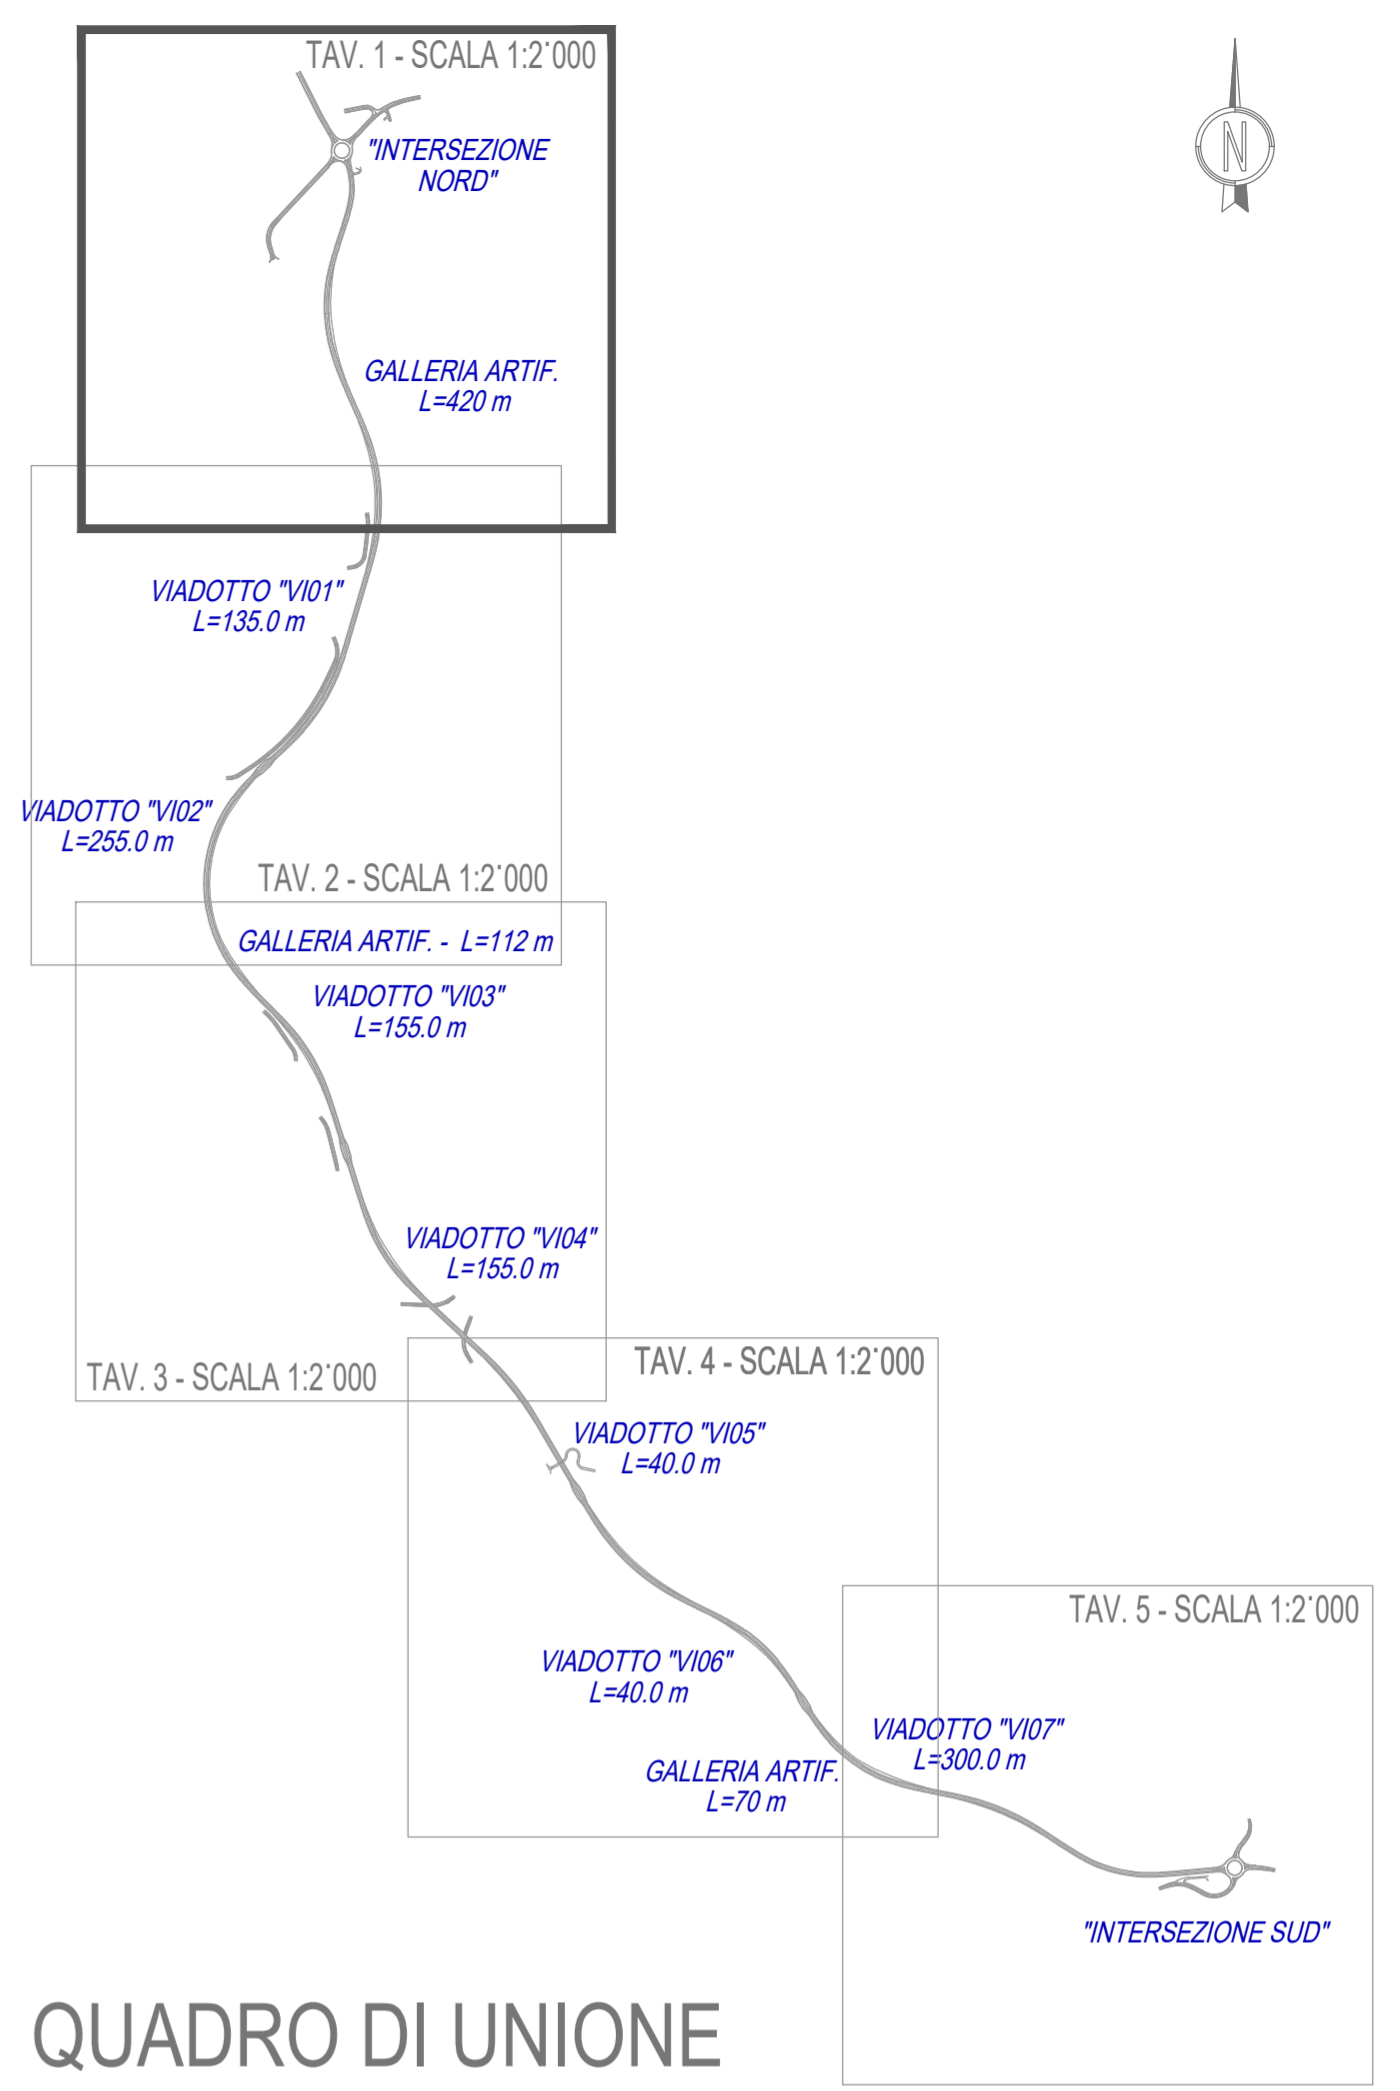 TAV. 1 - SCALA 1:2˙000
N
"INTERSEZIONE
NORD"
GALLERIA ARTIF.
L=420 m
VIADOTTO "VI01"
L=135.0 m
VIADOTTO "VI02"
L=255.0 m
TAV. 2 - SCALA 1:2˙000
GALLERIA ARTIF. - L=112 m
VIADOTTO "VI03"
L=155.0 m
VIADOTTO "VI04"
L=155.0 m
TAV. 3 - SCALA 1:2˙000
TAV. 4 - SCALA 1:2˙000
VIADOTTO "VI05"
L=40.0 m
TAV. 5 - SCALA 1:2˙000
VIADOTTO "VI06"
L=40.0 m
VIADOTTO "VI07"
L=300.0 m
GALLERIA ARTIF.
L=70 m
"INTERSEZIONE SUD"
QUADRO DI UNIONE